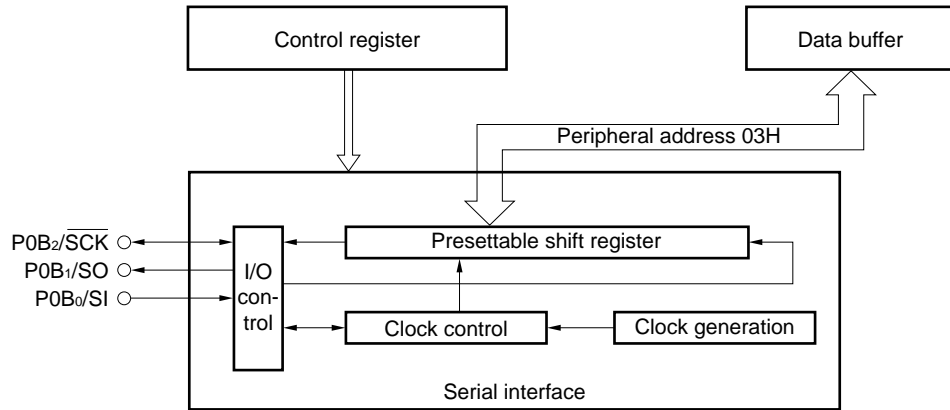 Control register
Data buffer
Peripheral address 03H
P0B₂/S̅C̅K̅
P0B₁/SO
P0B₀/SI
I/O
con-
trol
Presettable shift register
Clock control
Clock generation
Serial interface